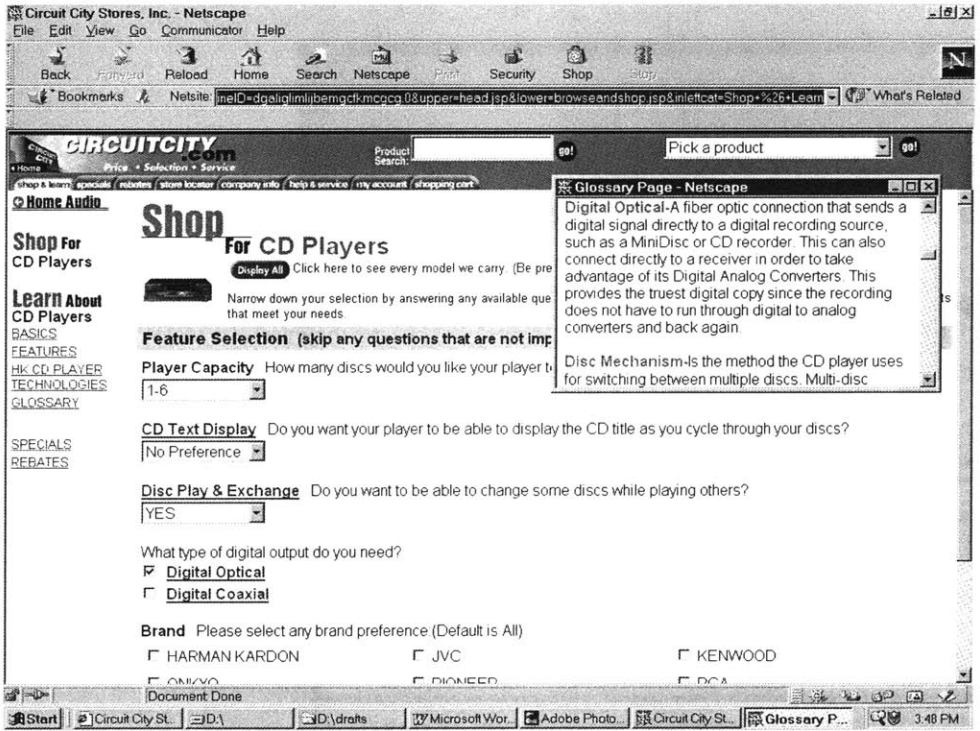 Circuit City Stores, Inc. - Netscape
File Edit View Go Communicator Help
Back Forward Reload Home Search Netscape Print Security Shop Stop
Bookmarks Netsite: What's Related
CIRCUIT CITY
CIRCUITCITY.com
Home
Price • Selection • Service
Product Search:
go!
Pick a product
go!
shop & learn specials rebates store locator company info help & service my account shopping cart
Home Audio
Shop For
CD Players
Learn About
CD Players
BASICS
FEATURES
HK CD PLAYER
TECHNOLOGIES
GLOSSARY
SPECIALS
REBATES
Shop
For CD Players
Display All Click here to see every model we carry. (Be pre
Narrow down your selection by answering any available que
ts
that meet your needs.
Feature Selection (skip any questions that are not imp
Player Capacity How many discs would you like your player t
1-6
CD Text Display Do you want your player to be able to display the CD title as you cycle through your discs?
No Preference
Disc Play & Exchange Do you want to be able to change some discs while playing others?
YES
What type of digital output do you need?
Digital Optical
Digital Coaxial
Brand Please select any brand preference.(Default is All)
HARMAN KARDON JVC KENWOOD
ONKYO PIONEER RCA
Glossary Page - Netscape
Digital Optical-A fiber optic connection that sends a
digital signal directly to a digital recording source,
such as a MiniDisc or CD recorder. This can also
connect directly to a receiver in order to take
advantage of its Digital Analog Converters. This
provides the truest digital copy since the recording
does not have to run through digital to analog
converters and back again.
Disc Mechanism-Is the method the CD player uses
for switching between multiple discs. Multi-disc
Document Done
Start Circuit City St... D:\ D:\drafts Microsoft Wor... Adobe Photo... Circuit City St... Glossary P... 3:48 PM